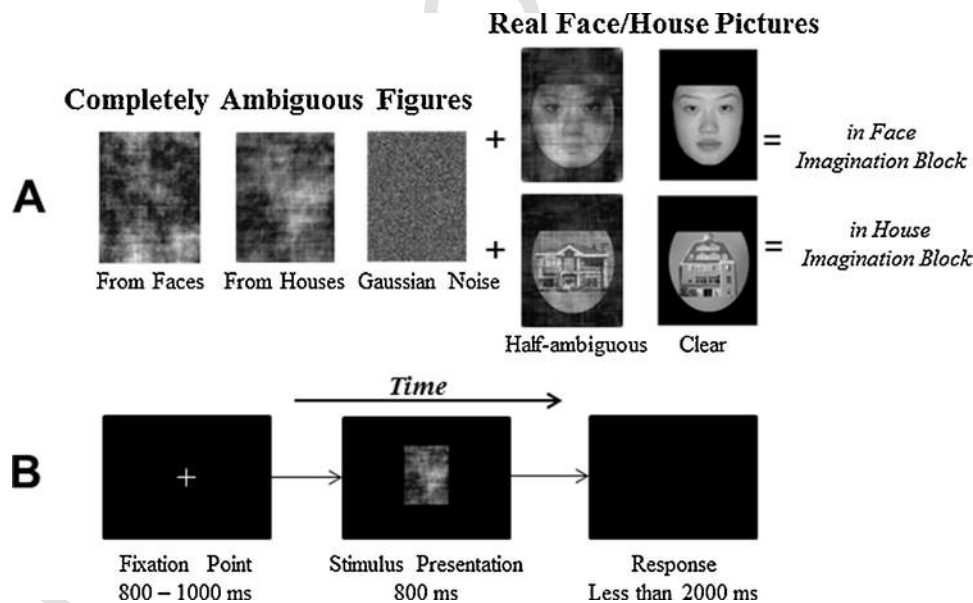 Real Face/House Pictures
Completely Ambiguous Figures
A
+
+
=
=
in Face
Imagination Block
in House
Imagination Block
From Faces From Houses Gaussian Noise
Half-ambiguous Clear
B
Time
Fixation Point
800 – 1000 ms
Stimulus Presentation
800 ms
Response
Less than 2000 ms